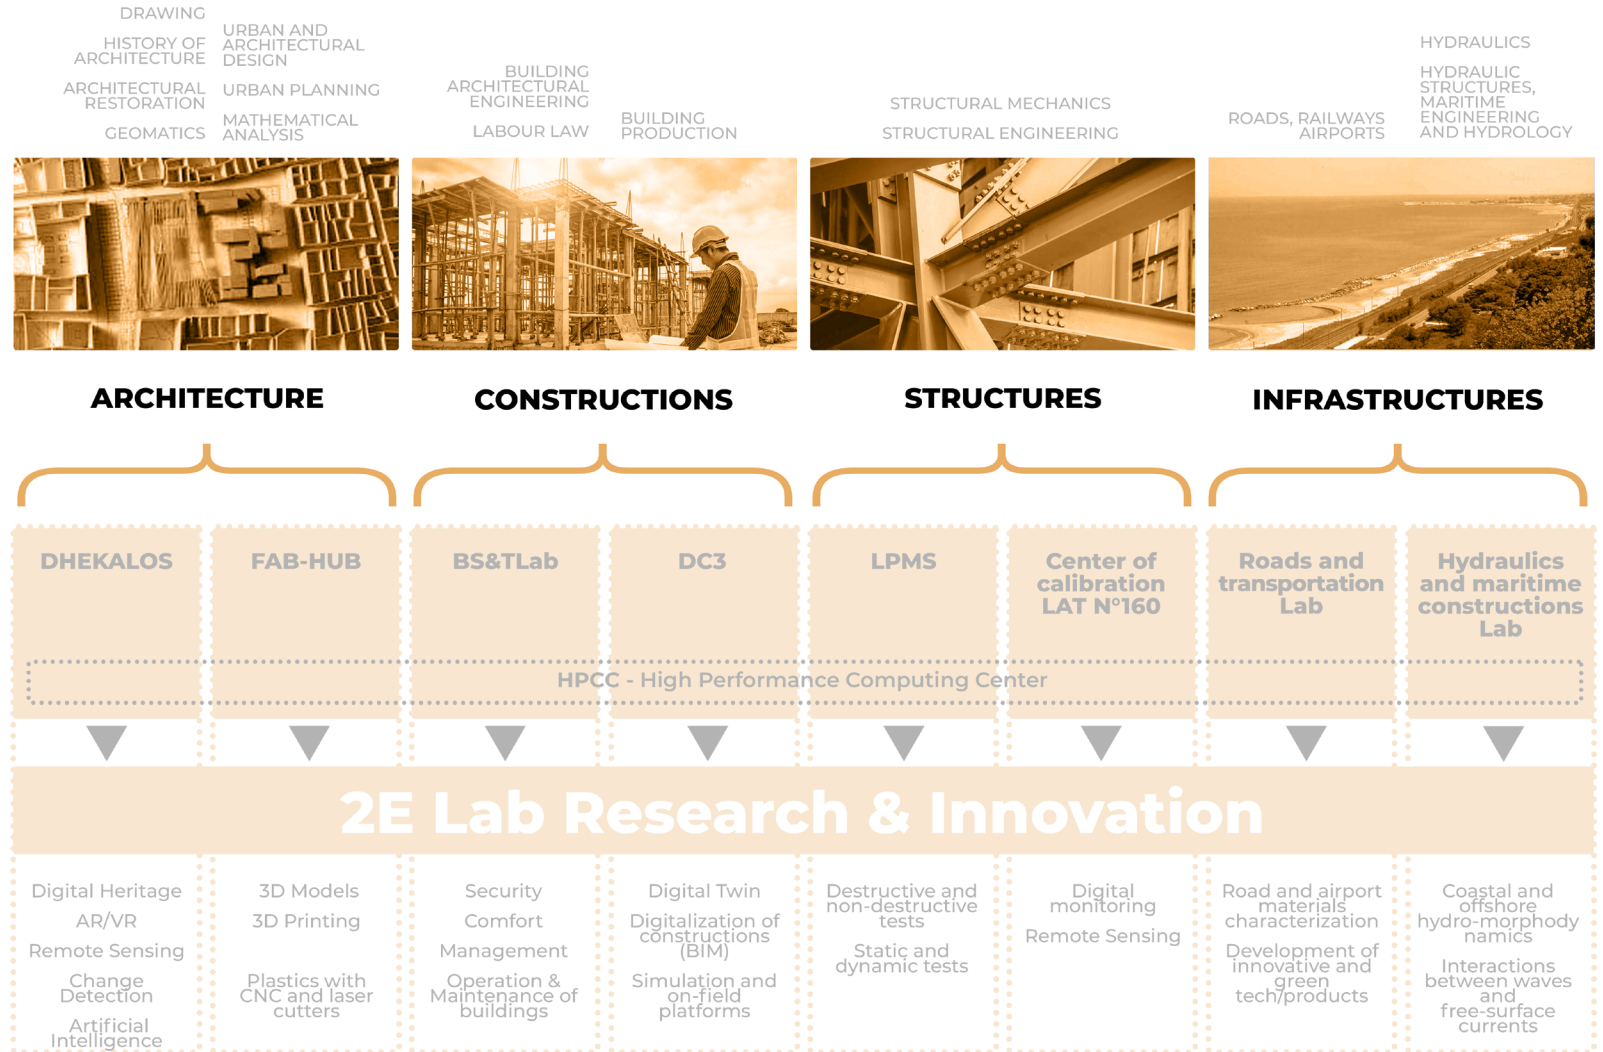 DRAWING
HISTORY OF
ARCHITECTURE
ARCHITECTURAL
RESTORATION
GEOMATICS
URBAN AND
ARCHITECTURAL
DESIGN
URBAN PLANNING
MATHEMATICAL
ANALYSIS
BUILDING
ARCHITECTURAL
ENGINEERING
LABOUR LAW
BUILDING
PRODUCTION
STRUCTURAL MECHANICS
STRUCTURAL ENGINEERING
ROADS, RAILWAYS
AIRPORTS
HYDRAULICS
HYDRAULIC
STRUCTURES,
MARITIME
ENGINEERING
AND HYDROLOGY
ARCHITECTURE
CONSTRUCTIONS
STRUCTURES
INFRASTRUCTURES
DHEKALOS
FAB-HUB
BS&TLab
DC3
LPMS
Center of
calibration
LAT N°160
Roads and
transportation
Lab
Hydraulics
and maritime
constructions
Lab
HPCC - High Performance Computing Center
2E Lab Research & Innovation
Digital Heritage
AR/VR
Remote Sensing
Change
Detection
Artificial
Intelligence
3D Models
3D Printing
Plastics with
CNC and laser
cutters
Security
Comfort
Management
Operation &
Maintenance of
buildings
Digital Twin
Digitalization of
constructions
(BIM)
Simulation and
on-field
platforms
Destructive and
non-destructive
tests
Static and
dynamic tests
Digital
monitoring
Remote Sensing
Road and airport
materials
characterization
Development of
innovative and
green
tech/products
Coastal and
offshore
hydro-morphody
namics
Interactions
between waves
and
free-surface
currents